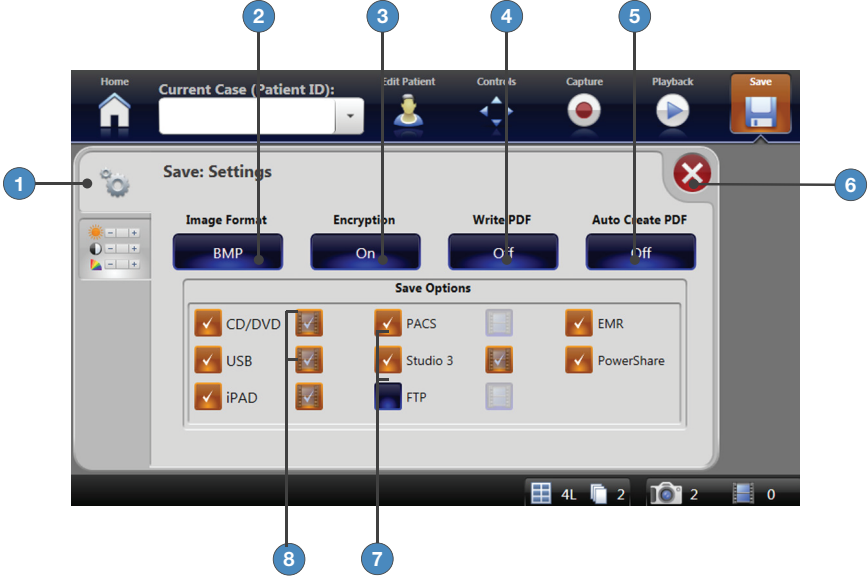 2 3 4 5
Home Edit Patient Controls Capture Playback Save
Current Case (Patient ID):
1
Save: Settings
6
Image Format Encryption Write PDF Auto Create PDF
BMP On Off Off
Save Options
CD/DVD PACS EMR
USB Studio 3 PowerShare
iPAD FTP
4L 2 2 0
8 7